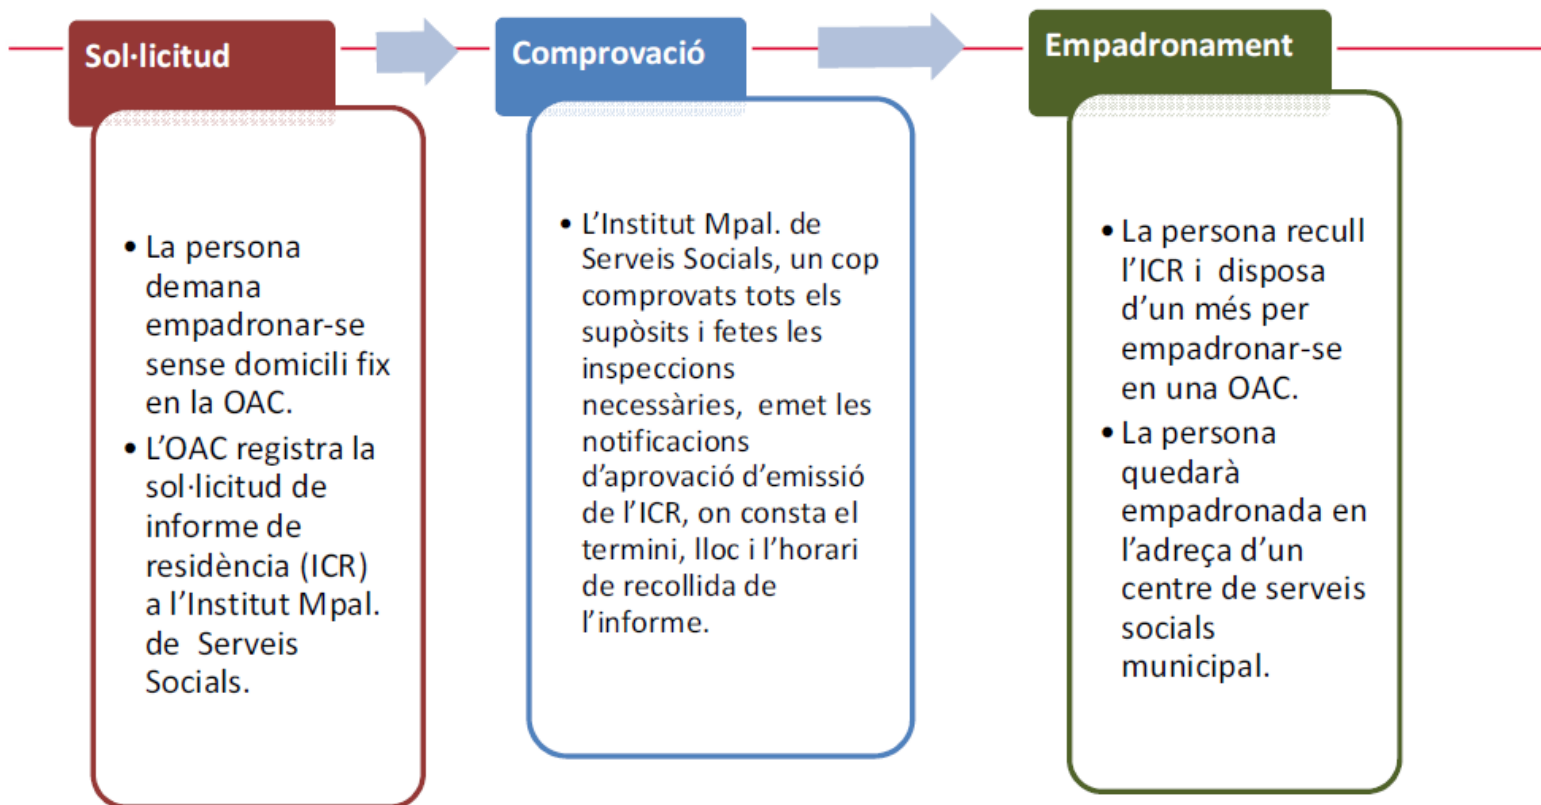 Sol·licitud
• La persona
demana
empadronar-se
sense domicili fix
en la OAC.
• L’OAC registra la
sol·licitud de
informe de
residència (ICR)
a l’Institut Mpal.
de Serveis
Socials.
Comprovació
• L’Institut Mpal. de
Serveis Socials, un cop
comprovats tots els
supòsits i fetes les
inspeccions
necessàries, emet les
notificacions
d’aprovació d’emissió
de l’ICR, on consta el
termini, lloc i l’horari
de recollida de
l’informe.
Empadronament
• La persona recull
l’ICR i disposa
d’un més per
empadronar-se
en una OAC.
• La persona
quedarà
empadronada en
l’adreça d’un
centre de serveis
socials
municipal.